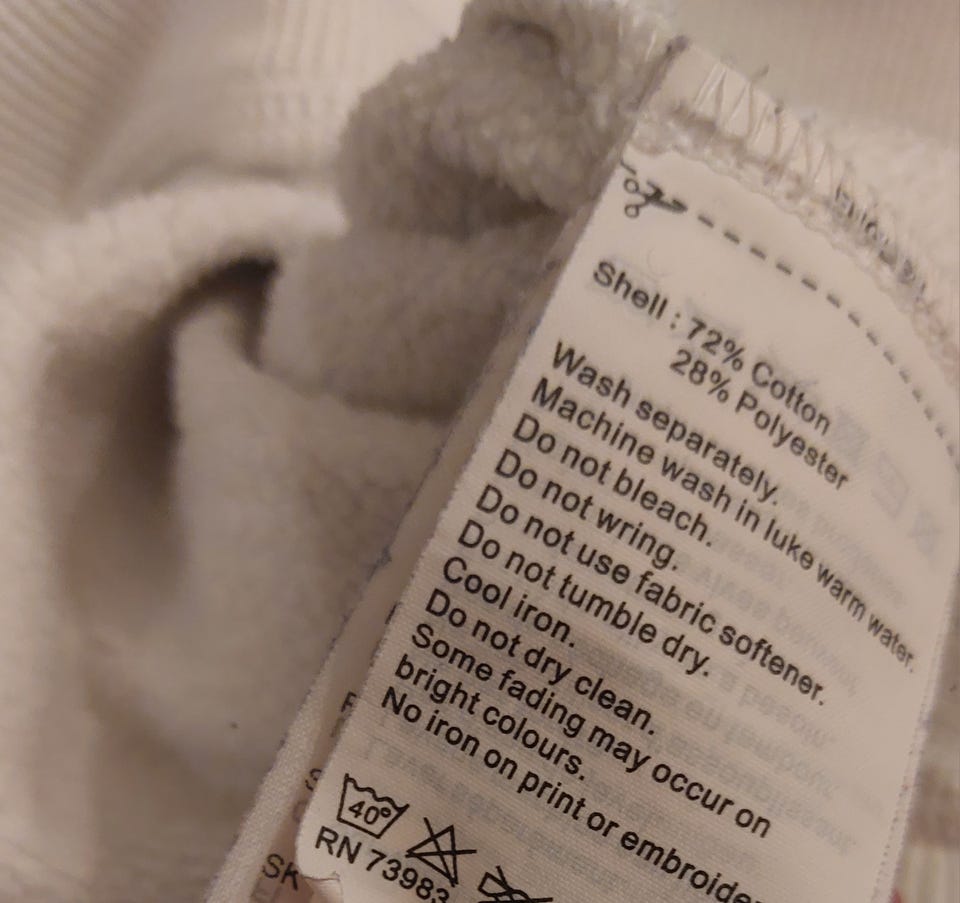 Shell : 72% Cotton
28% Polyester
Wash separately.
Machine wash in luke warm water.
Do not bleach.
Do not wring.
Do not use fabric softener.
Do not tumble dry.
Cool iron.
Do not dry clean.
Some fading may occur on
bright colours.
No iron on print or
40°
RN 73983
SK